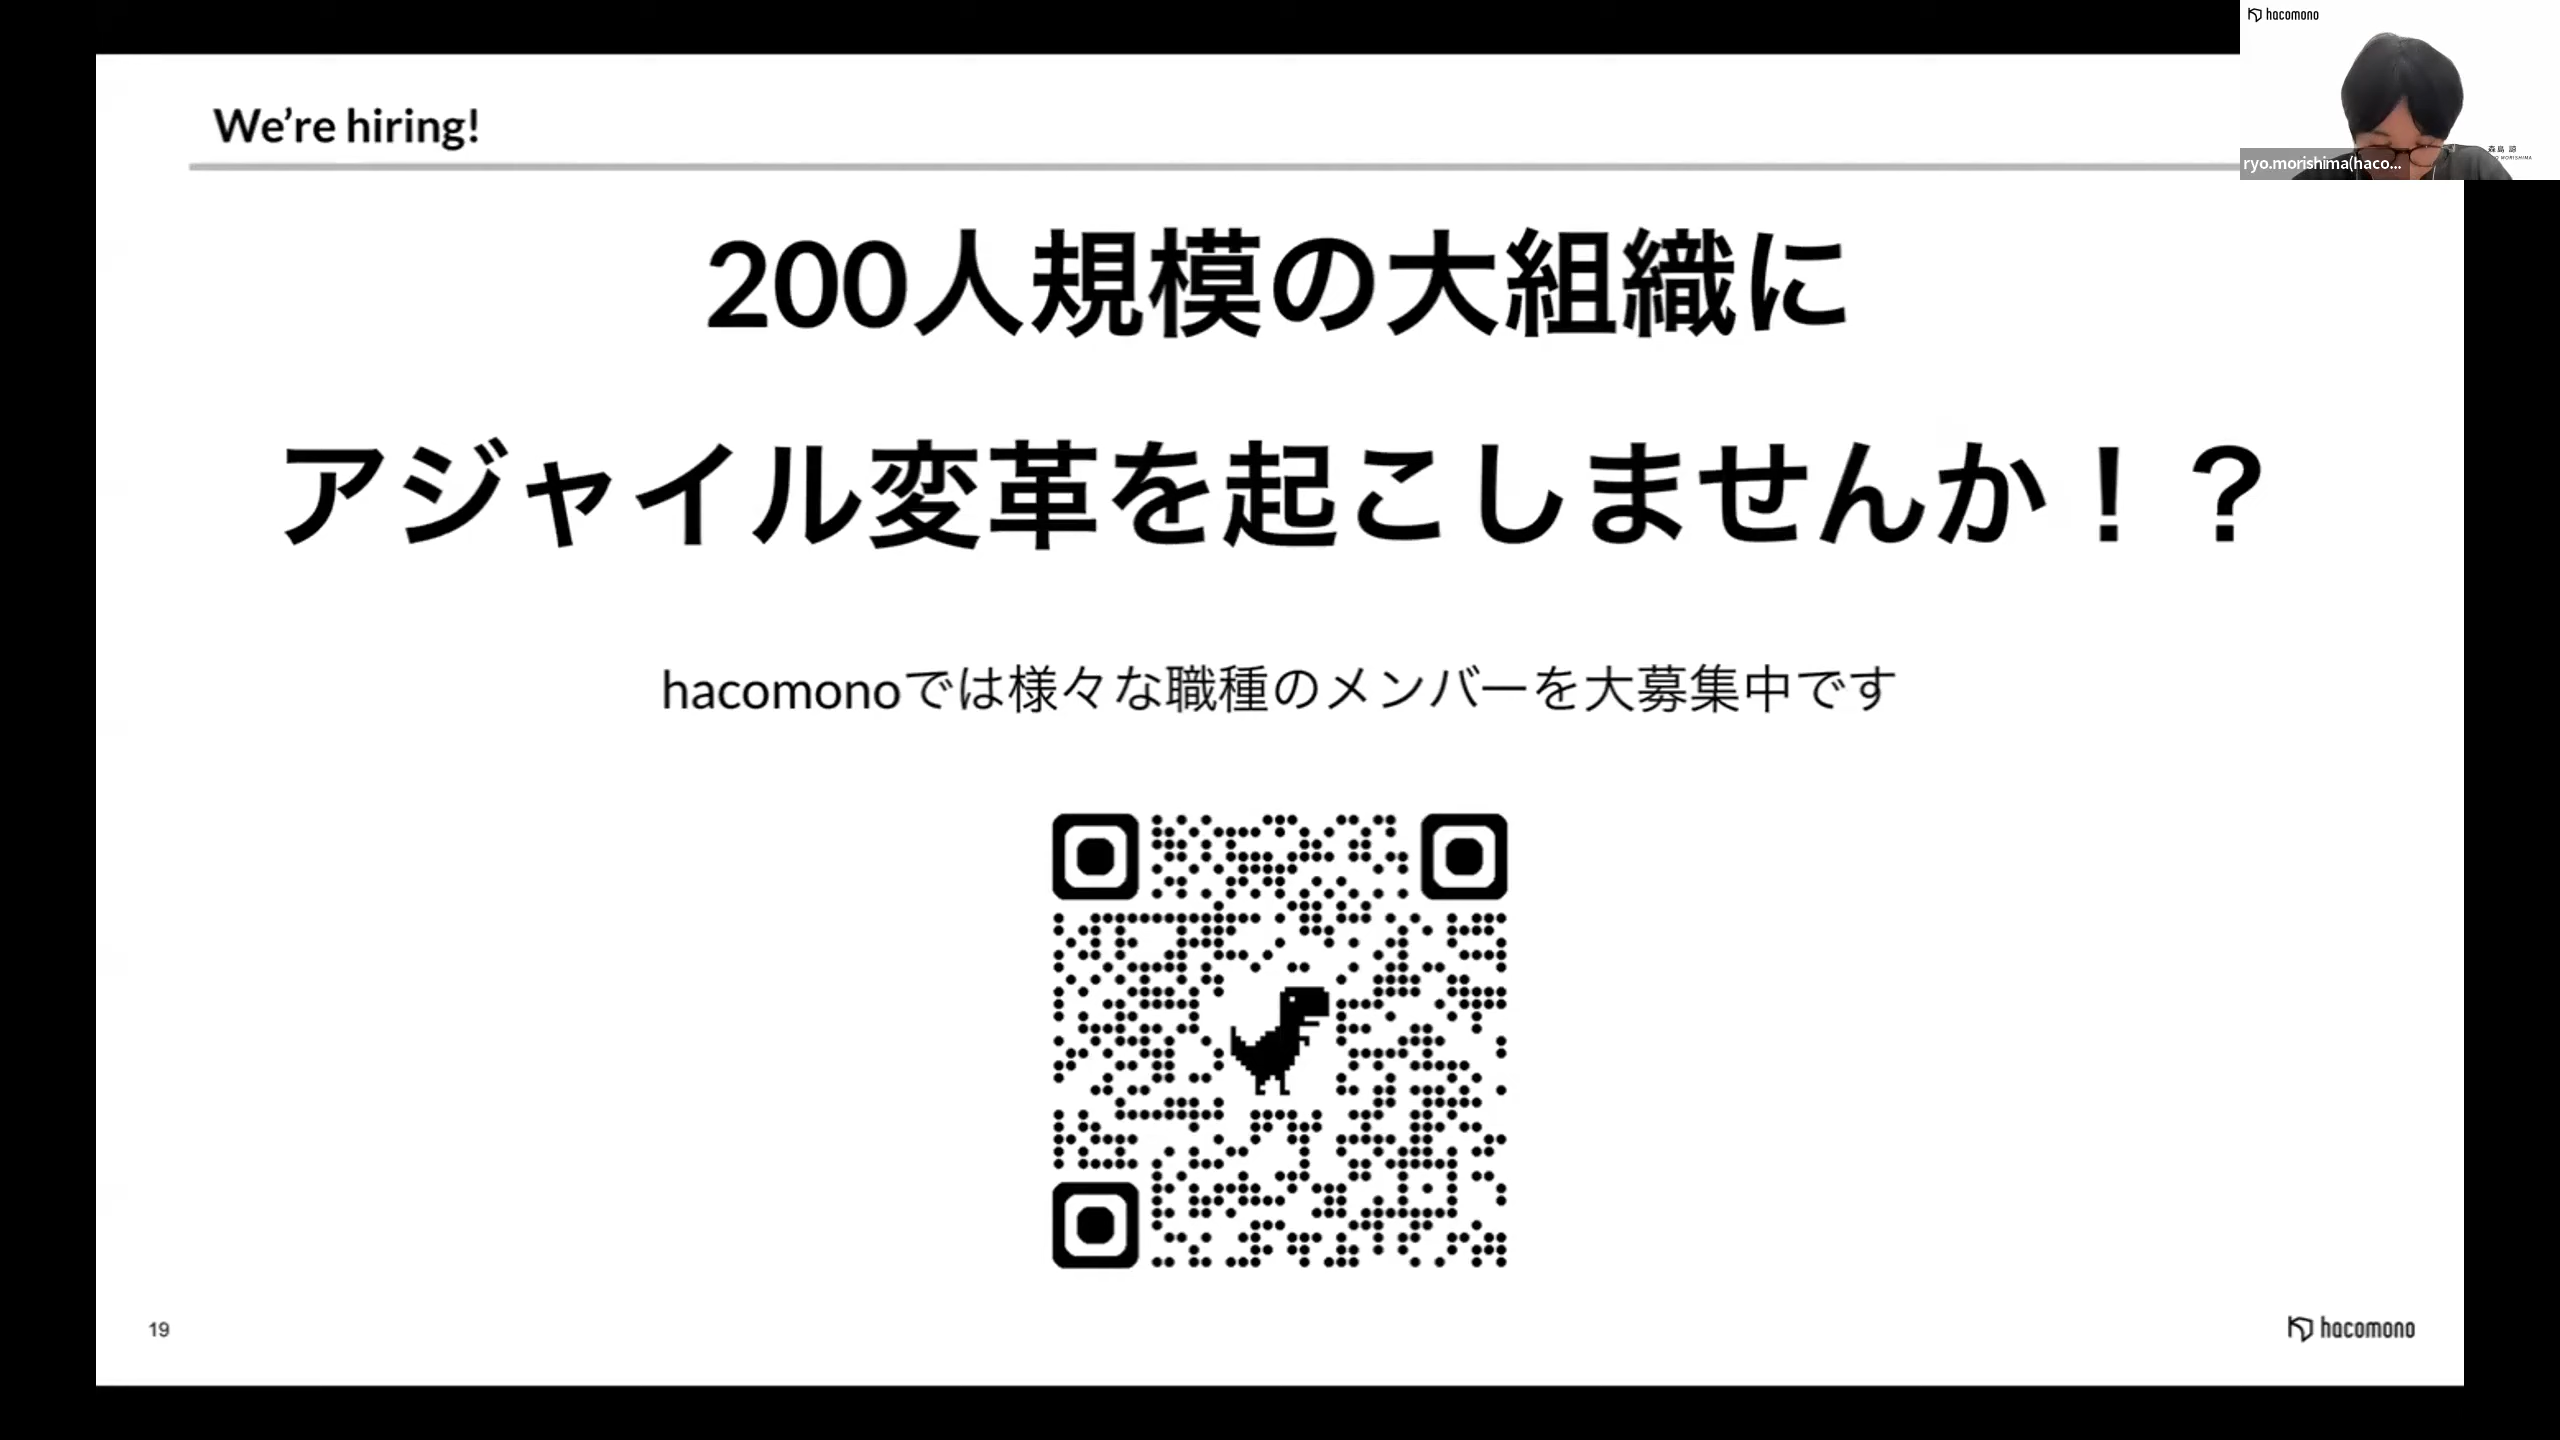 hacomono
We're hiring!
森島 諒
ryo.morishima(haco...
200人規模の大組織に
アジャイル変革を起こしませんか！？
hacomonoでは様々な職種のメンバーを大募集中です
19
hacomono